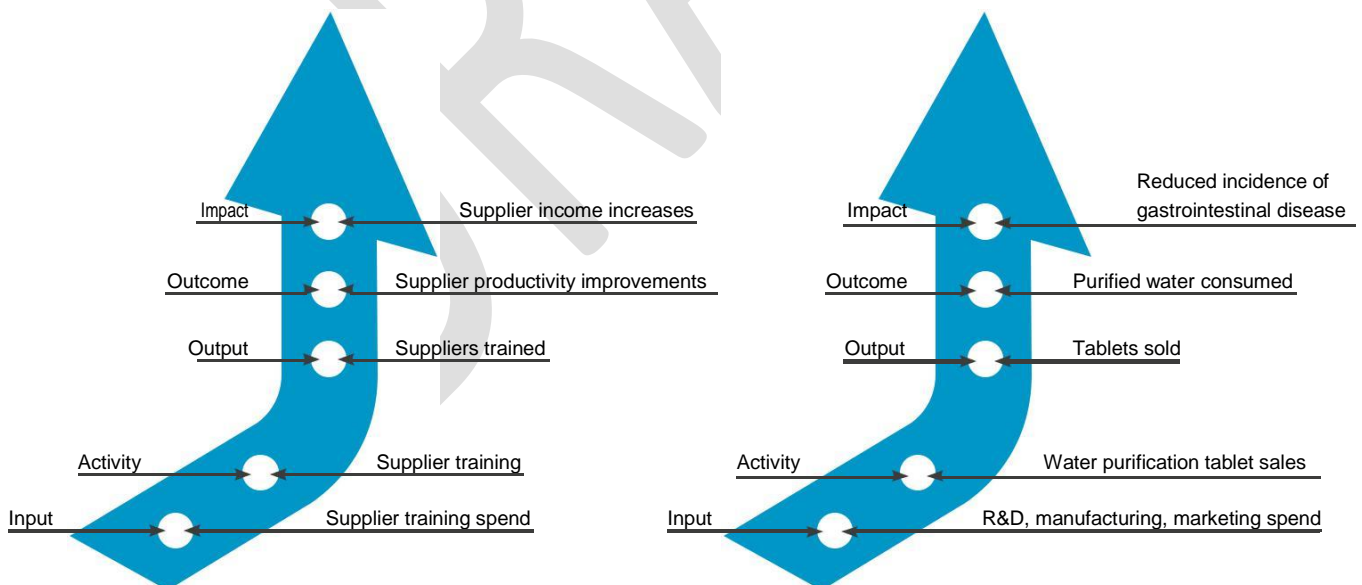 Impact
Supplier income increases
Outcome
Supplier productivity improvements
Output
Suppliers trained
Activity
Supplier training
Input
Supplier training spend
Impact
Reduced incidence of
gastrointestinal disease
Outcome
Purified water consumed
Output
Tablets sold
Activity
Water purification tablet sales
Input
R&D, manufacturing, marketing spend